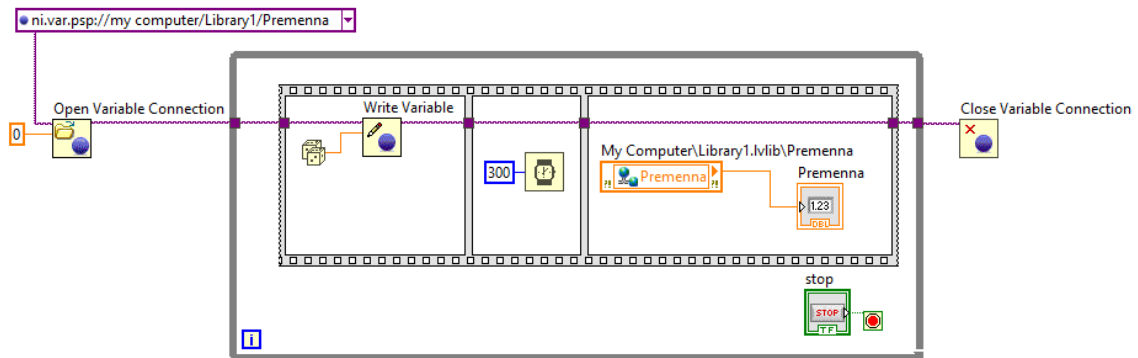 ni.var.psp://my computer/Library1/Premenna
Open Variable Connection
0
Write Variable
300
My Computer\Library1.lvlib\Premenna
?! Premenna ?!
Premenna
1.23
DBL
Close Variable Connection
stop
STOP
TF
i